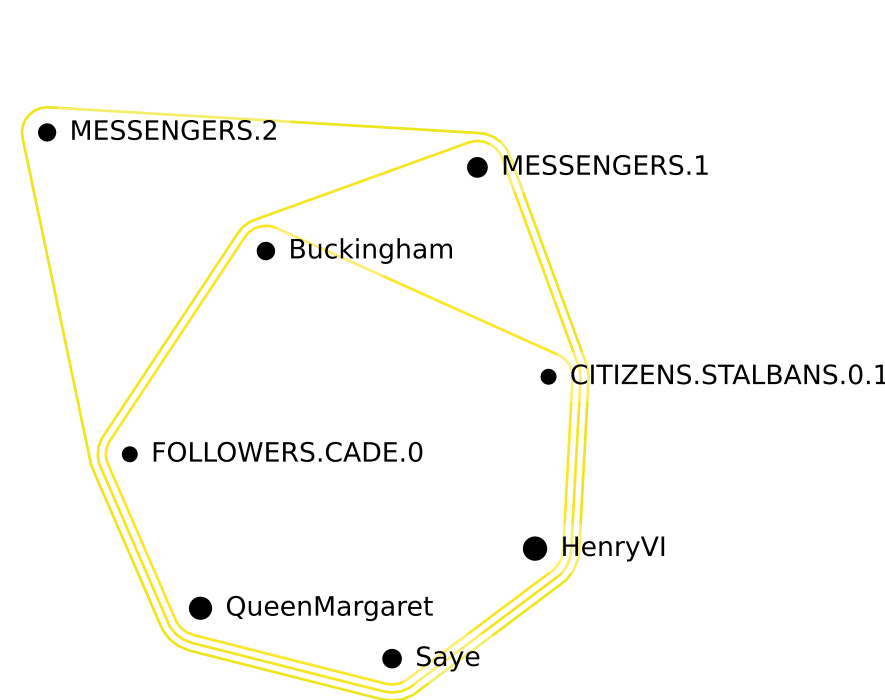 MESSENGERS.2
MESSENGERS.1
Buckingham
CITIZENS.STALBANS.0.1
FOLLOWERS.CADE.0
HenryVI
QueenMargaret
Saye